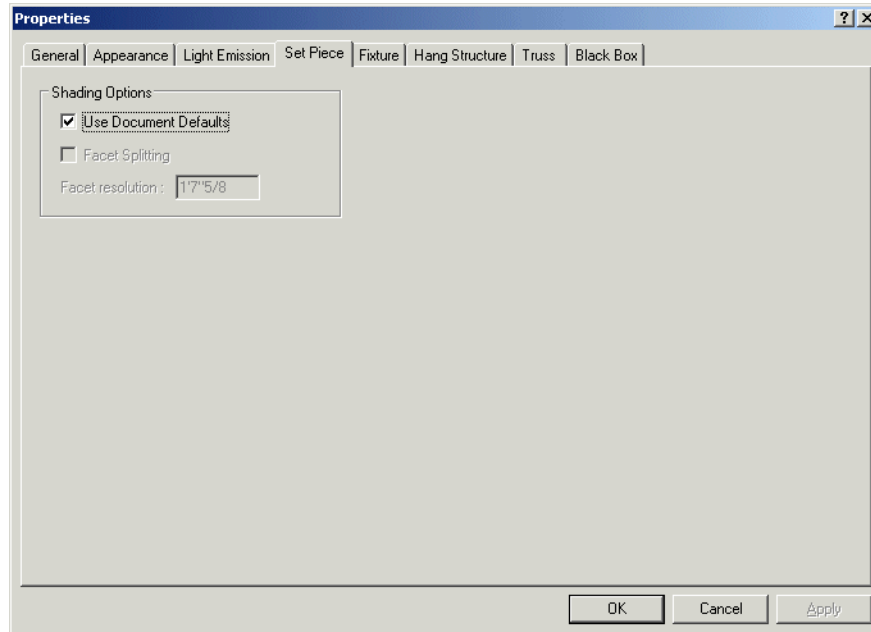 Properties
General Appearance Light Emission Set Piece Fixture Hang Structure Truss Black Box
Shading Options
Use Document Defaults
Facet Splitting
Facet resolution : 1'7"5/8
OK Cancel Apply